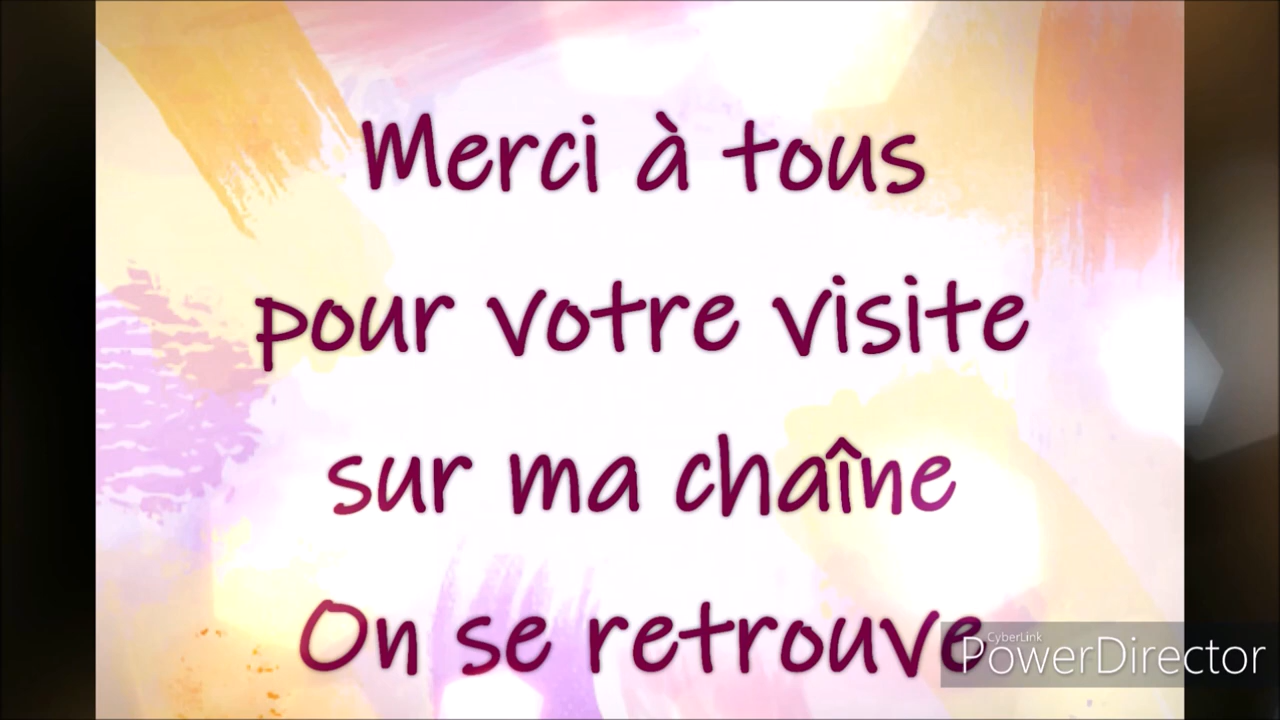 Merci à tous
pour votre visite
sur ma chaîne
On se retrouve
CyberLink
PowerDirector